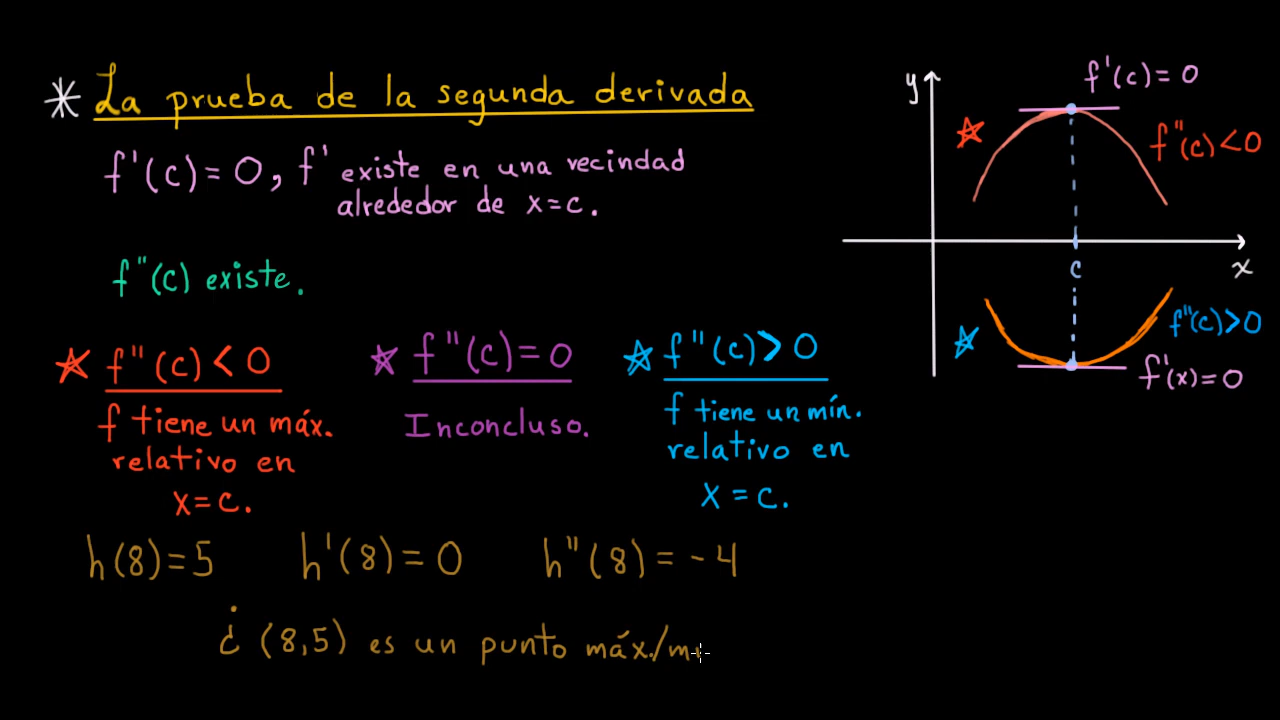 * La prueba de la segunda derivada
f'(c) = 0, f' existe en una recindad
alrededor de x=c.
f''(c) existe.
f''(c) < 0
f tiene un máx.
relativo en
x=c.
f''(c) = 0
Inconcluso.
f''(c) > 0
f tiene un mín.
relativo en
x = c.
h(8) = 5 h'(8) = 0 h''(8) = -4
¿ (8,5) es un punto máx./m
y
f'(c) = 0
f''(c) < 0
c
x
f''(c) > 0
f'(x) = 0